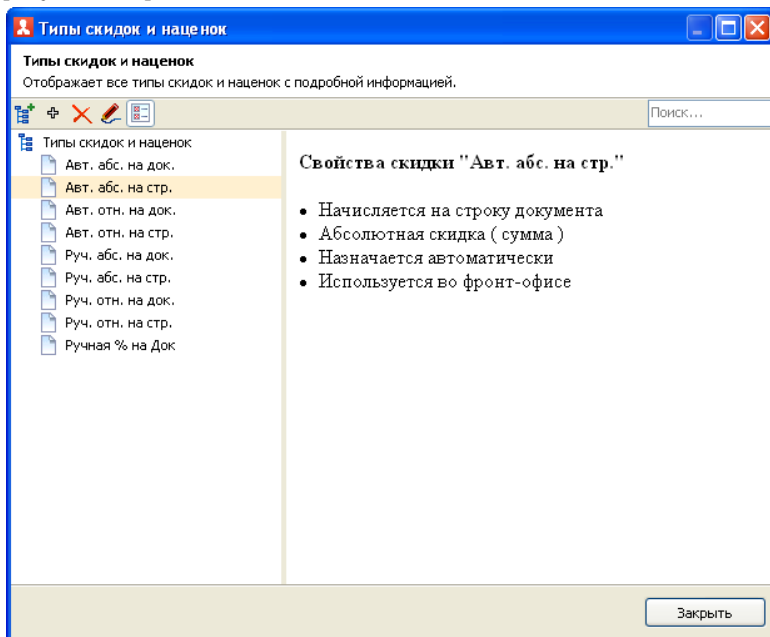 Типы скидок и наценок
Типы скидок и наценок
Отображает все типы скидок и наценок с подробной информацией.
Поиск...
Типы скидок и наценок
Авт. абс. на док.
Авт. абс. на стр.
Авт. отн. на док.
Авт. отн. на стр.
Руч. абс. на док.
Руч. абс. на стр.
Руч. отн. на док.
Руч. отн. на стр.
Ручная % на Док
Свойства скидки "Авт. абс. на стр."
• Начисляется на строку документа
• Абсолютная скидка ( сумма )
• Назначается автоматически
• Используется во фронт-офисе
Закрыть